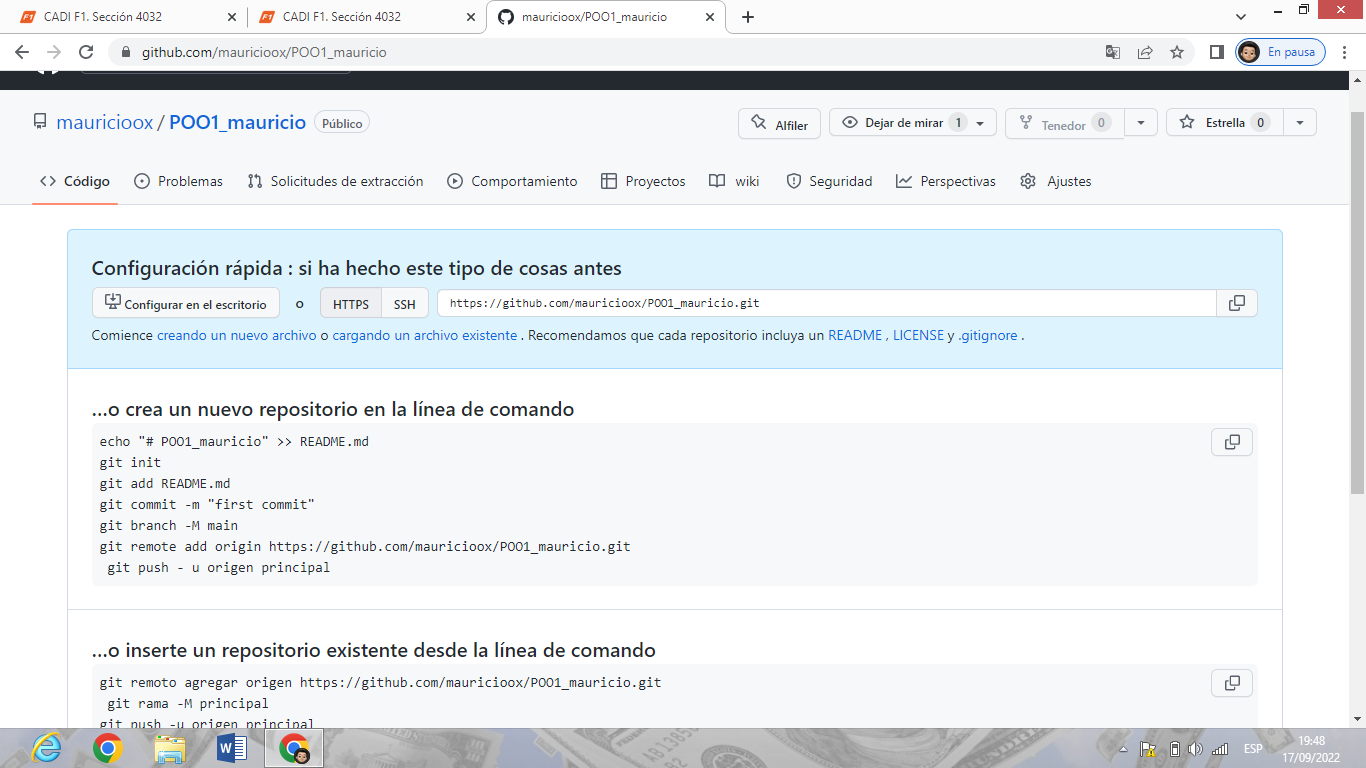 CADI F1. Sección 4032
CADI F1. Sección 4032
mauricioox/POO1_mauricio
github.com/mauricioox/POO1_mauricio
En pausa
mauricioox / POO1_mauricio
Público
Alfiler
Dejar de mirar 1
Tenedor 0
Estrella 0
Código
Problemas
Solicitudes de extracción
Comportamiento
Proyectos
wiki
Seguridad
Perspectivas
Ajustes
Configuración rápida : si ha hecho este tipo de cosas antes
Configurar en el escritorio
o
HTTPS
SSH
https://github.com/mauricioox/POO1_mauricio.git
Comience creando un nuevo archivo o cargando un archivo existente . Recomendamos que cada repositorio incluya un README , LICENSE y .gitignore .
...o crea un nuevo repositorio en la línea de comando
echo "# POO1_mauricio" >> README.md
git init
git add README.md
git commit -m "first commit"
git branch -M main
git remote add origin https://github.com/mauricioox/POO1_mauricio.git
git push - u origen principal
...o inserte un repositorio existente desde la línea de comando
git remoto agregar origen https://github.com/mauricioox/POO1_mauricio.git
git rama -M principal
git push -u origen principal
ESP
19:48
17/09/2022